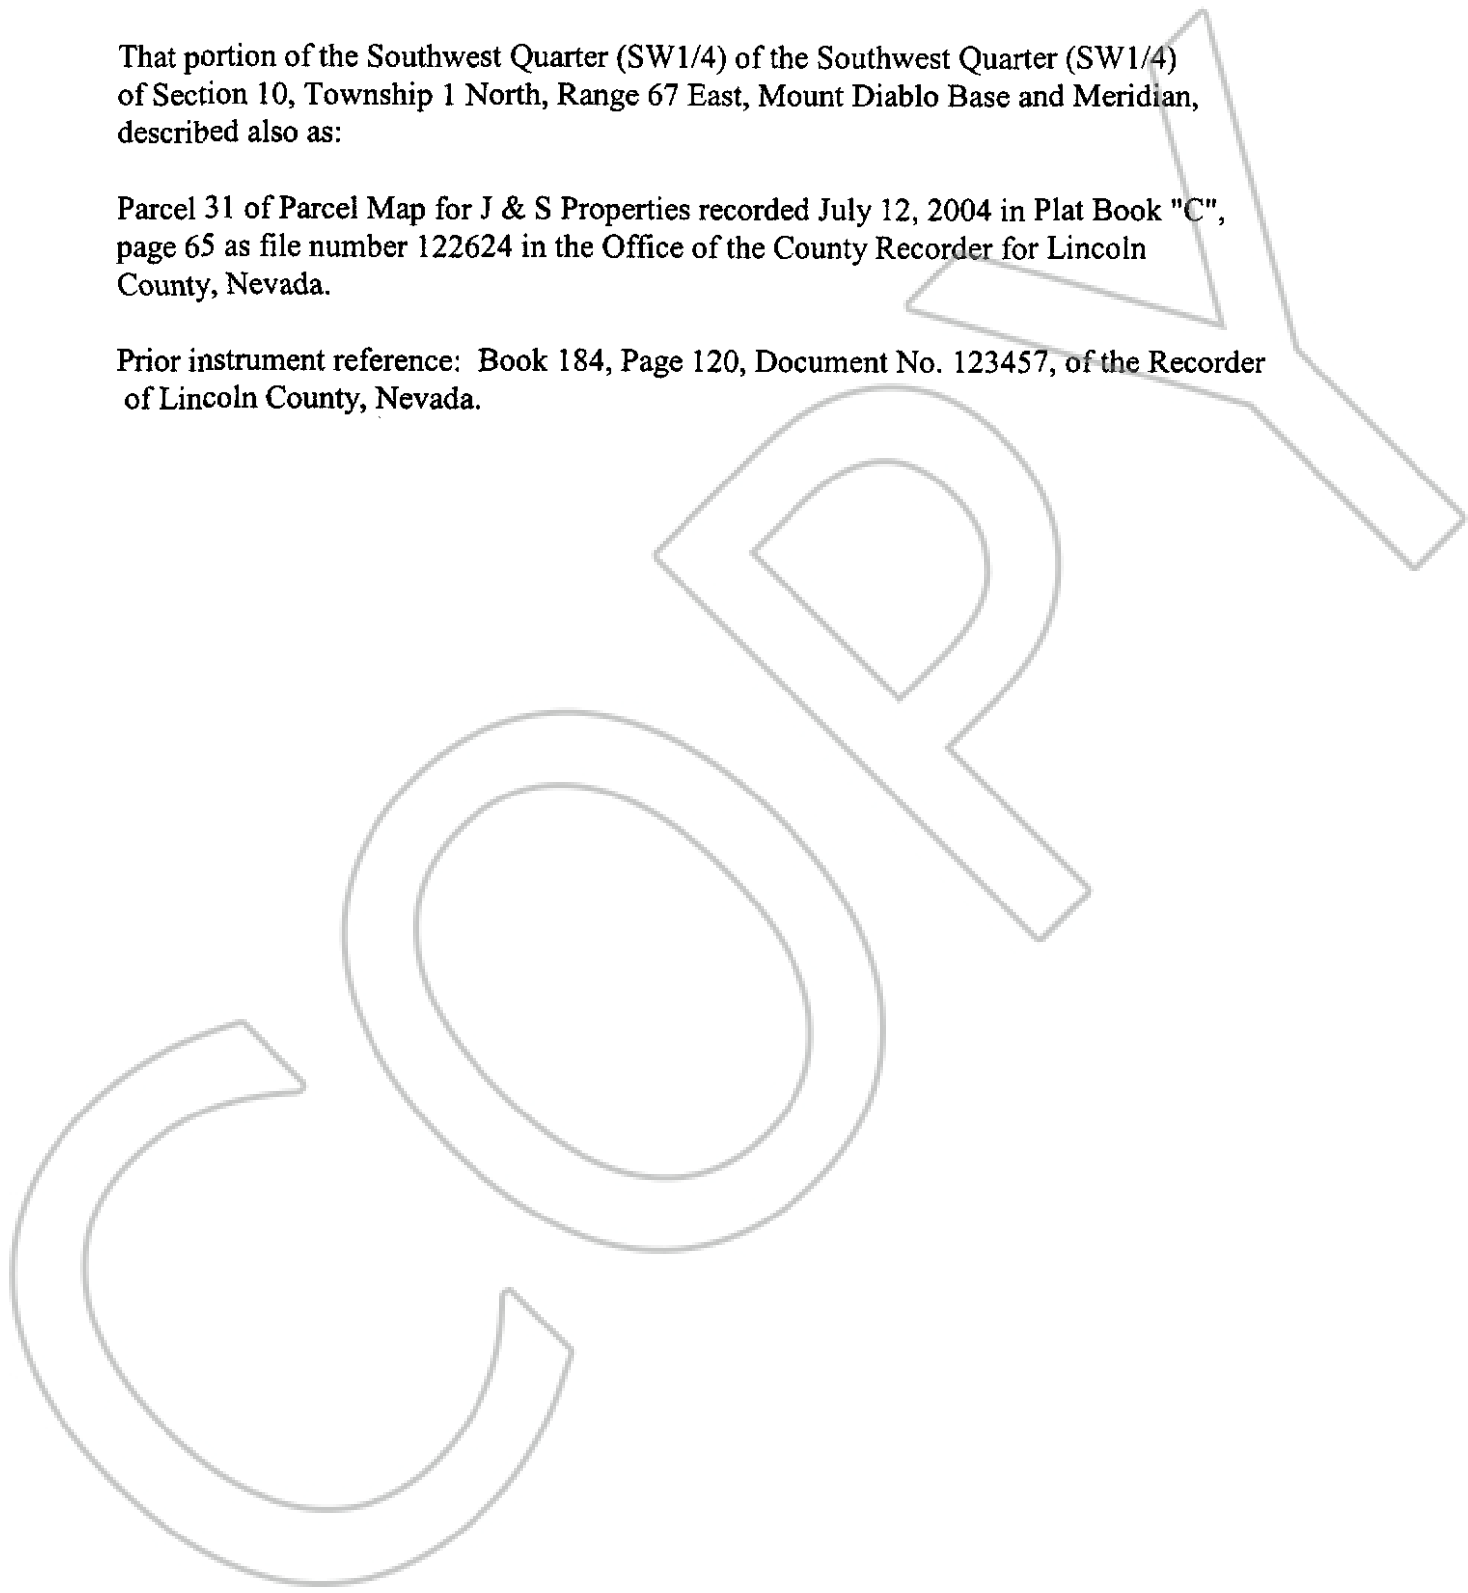 That portion of the Southwest Quarter (SW1/4) of the Southwest Quarter (SW1/4)
of Section 10, Township 1 North, Range 67 East, Mount Diablo Base and Meridian,
described also as:
Parcel 31 of Parcel Map for J & S Properties recorded July 12, 2004 in Plat Book "C",
page 65 as file number 122624 in the Office of the County Recorder for Lincoln
County, Nevada.
Prior instrument reference: Book 184, Page 120, Document No. 123457, of the Recorder
of Lincoln County, Nevada.
COPY